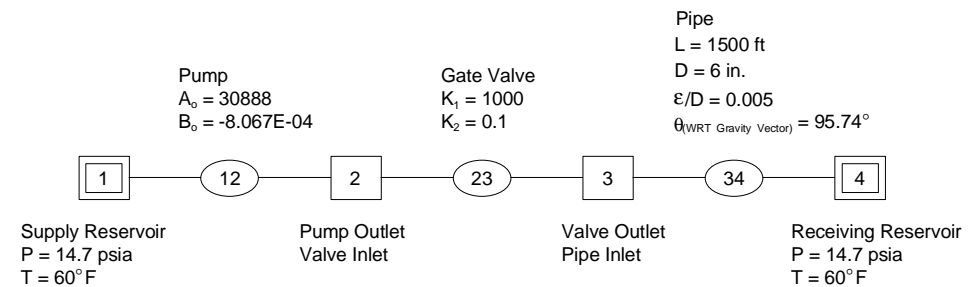 Pump
A₀ = 30888
B₀ = -8.067E-04
Gate Valve
K₁ = 1000
K₂ = 0.1
Pipe
L = 1500 ft
D = 6 in.
ε/D = 0.005
θ(WRT Gravity Vector) = 95.74°
1
12
2
23
3
34
4
Supply Reservoir
P = 14.7 psia
T = 60°F
Pump Outlet
Valve Inlet
Valve Outlet
Pipe Inlet
Receiving Reservoir
P = 14.7 psia
T = 60°F